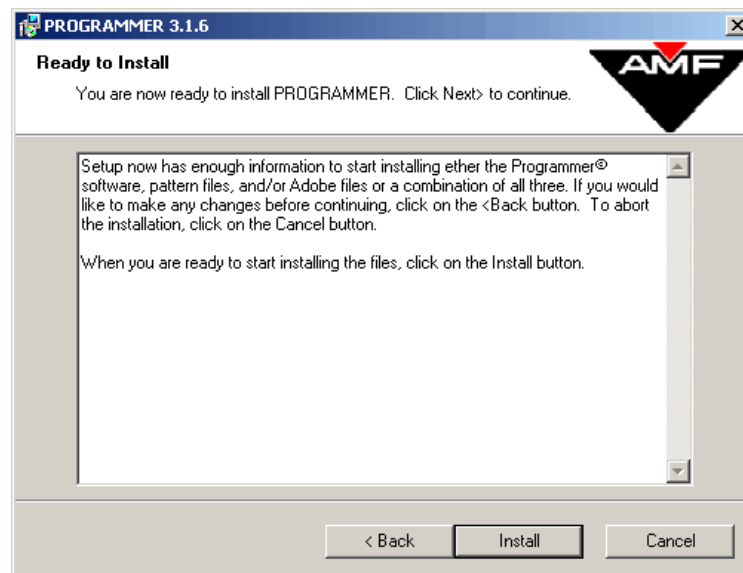 PROGRAMMER 3.1.6
Ready to Install
You are now ready to install PROGRAMMER.  Click Next> to continue.
AMF
Setup now has enough information to start installing ether the Programmer©
software, pattern files, and/or Adobe files or a combination of all three. If you would
like to make any changes before continuing, click on the <Back button.  To abort
the installation, click on the Cancel button.
When you are ready to start installing the files, click on the Install button.
< Back
Install
Cancel